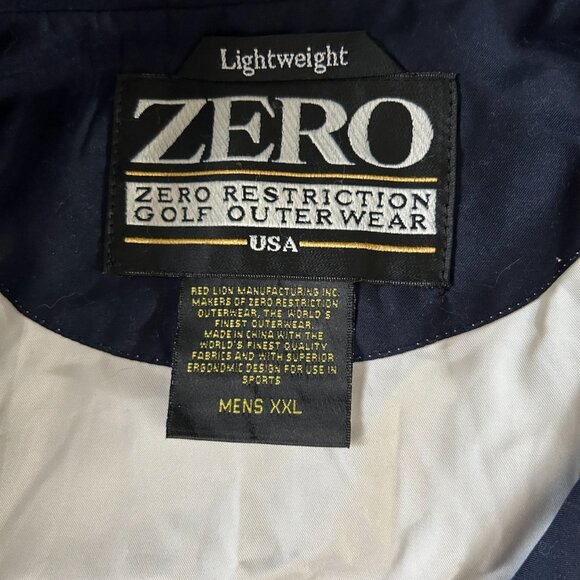 Lightweight
ZERO
ZERO RESTRICTION
GOLF OUTERWEAR
USA
RED LION MANUFACTURING INC.
MAKERS OF ZERO RESTRICTION
OUTERWEAR, THE WORLD'S
FINEST OUTERWEAR.
MADE IN CHINA WITH THE
WORLD'S FINEST QUALITY
FABRICS AND WITH SUPERIOR
ERGONOMIC DESIGN FOR USE IN
SPORTS
MENS XXL